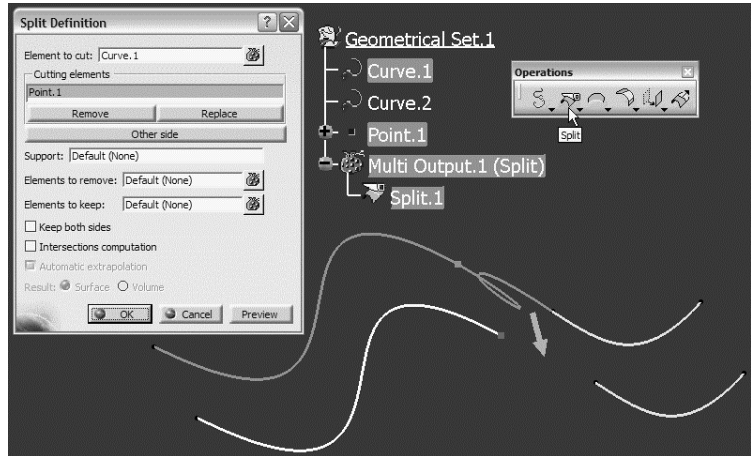 Split Definition
Element to cut: Curve.1
Cutting elements
Point.1
Remove Replace
Other side
Support: Default (None)
Elements to remove: Default (None)
Elements to keep: Default (None)
Keep both sides
Intersections computation
Automatic extrapolation
Result: Surface Volume
OK Cancel Preview
Geometrical Set.1
Curve.1
Curve.2
Point.1
Multi Output.1 (Split)
Split.1
Operations
Split